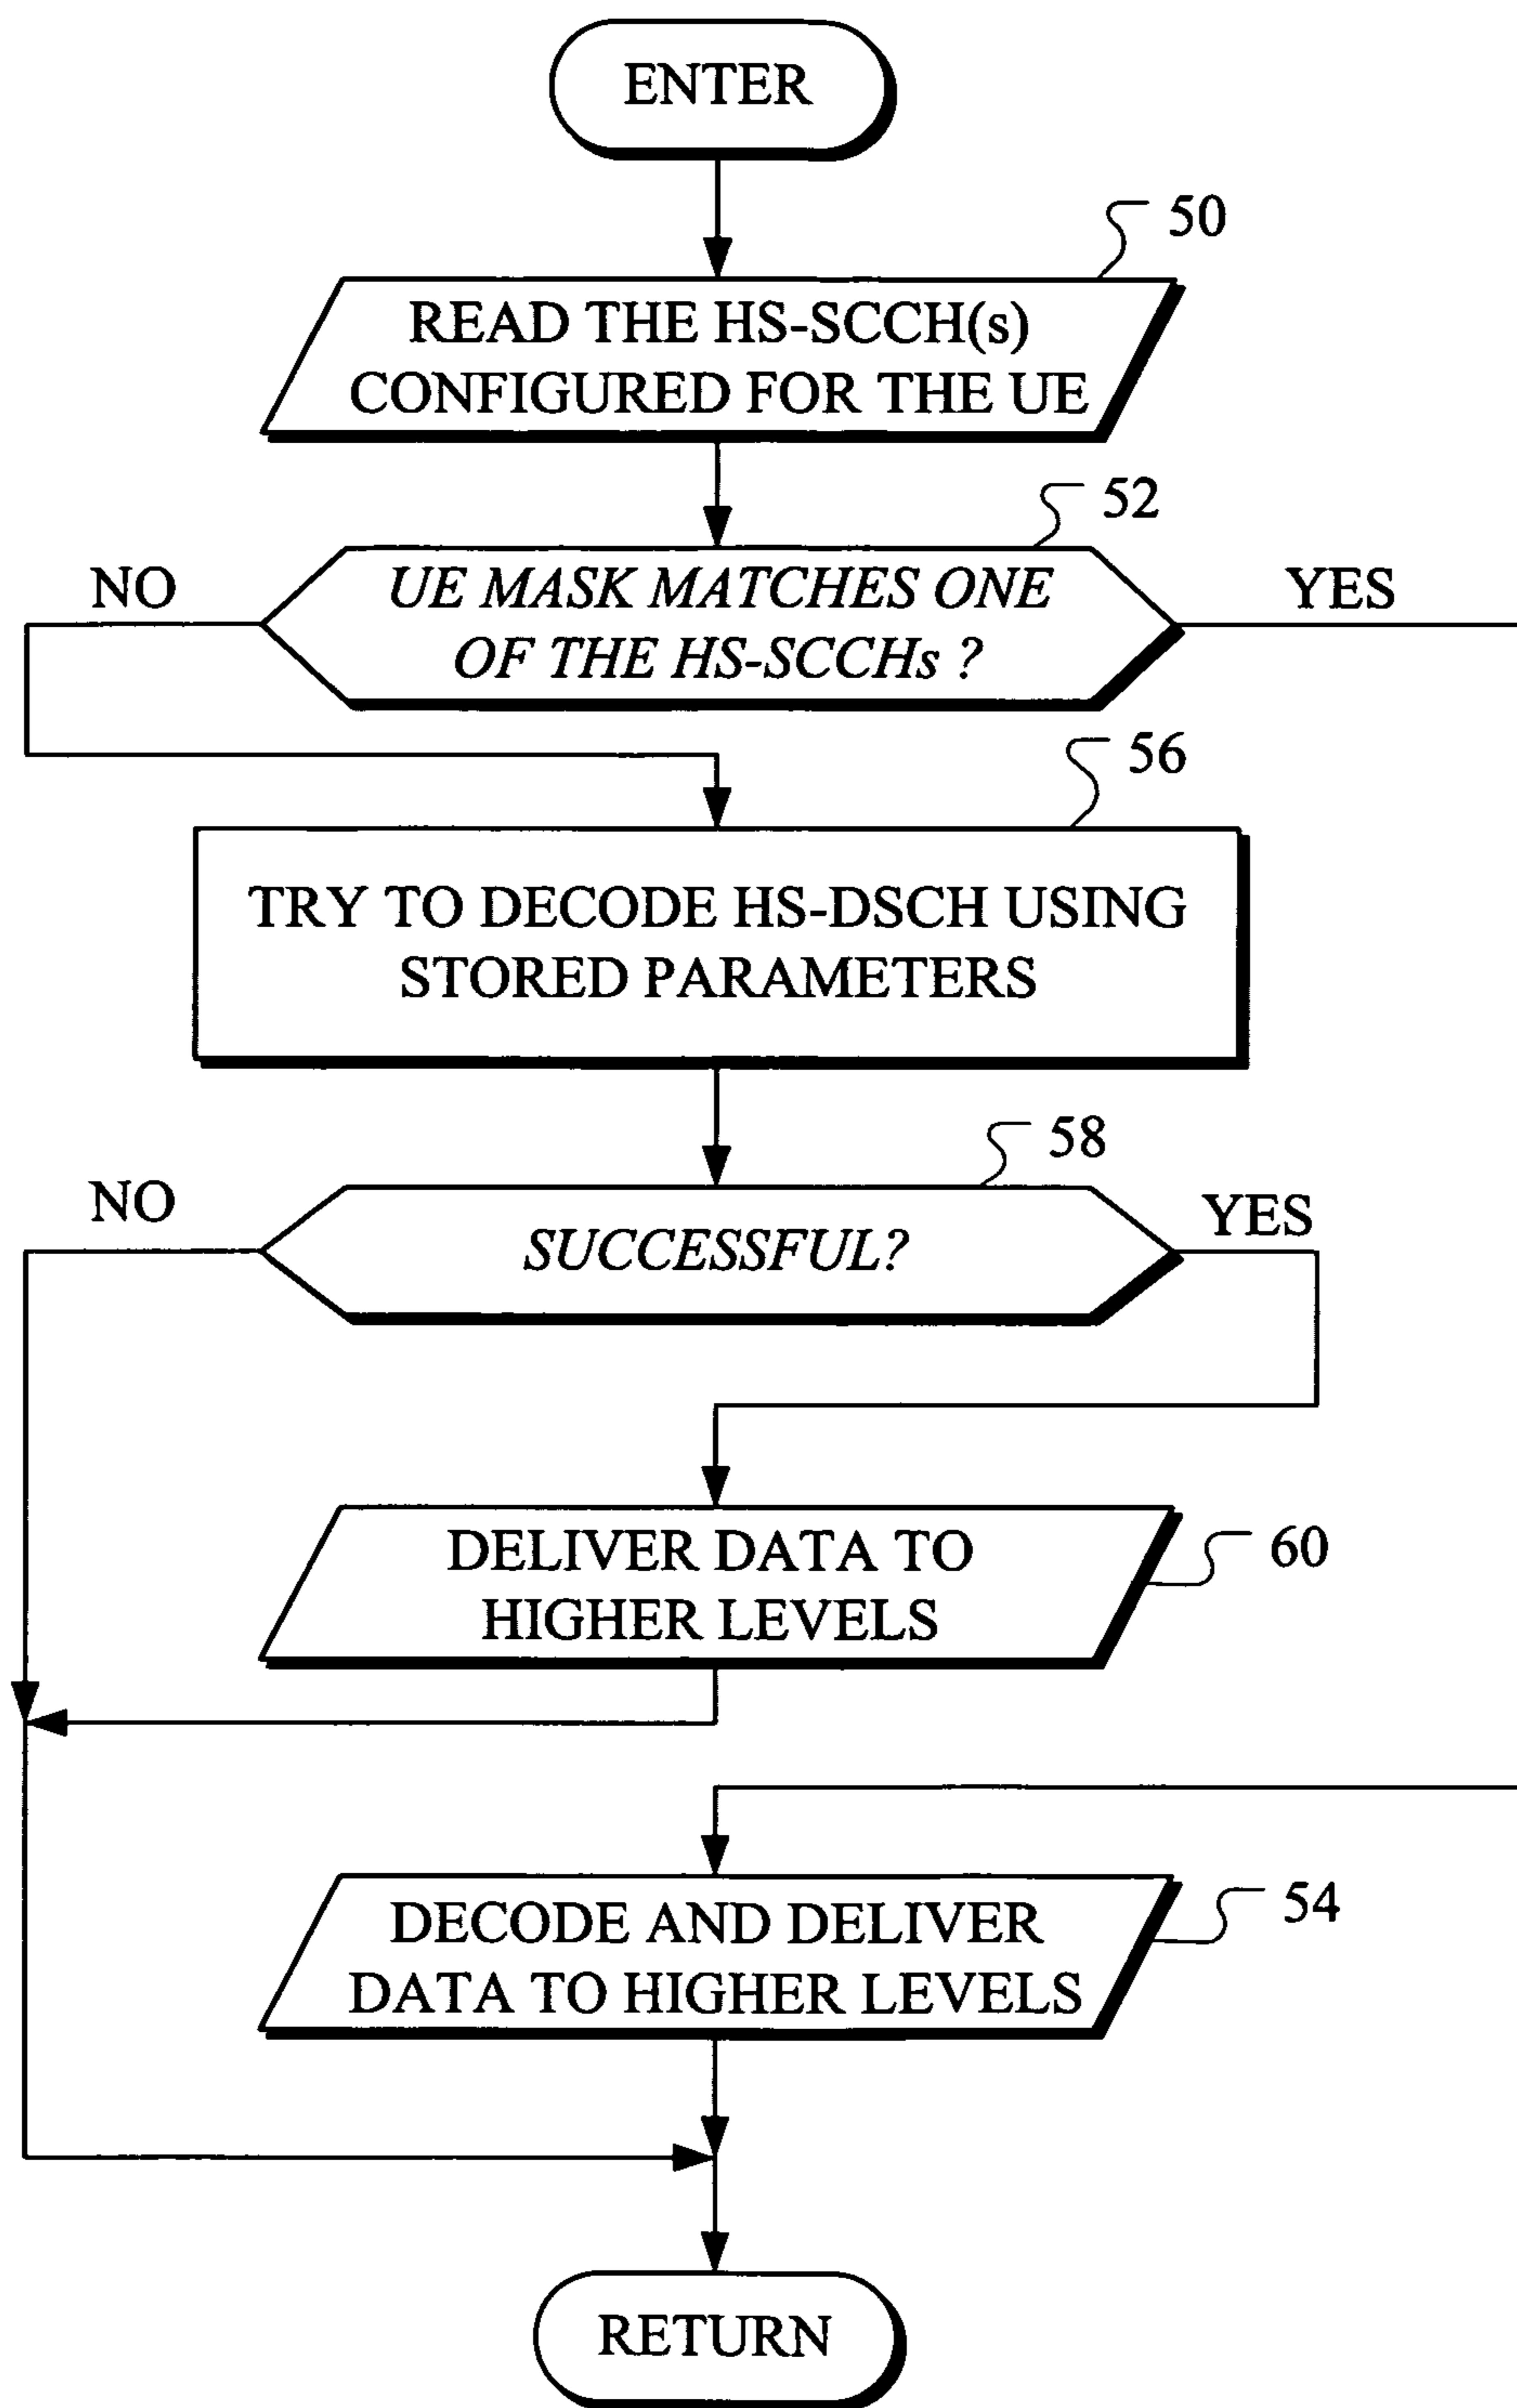 ENTER
50
READ THE HS-SCCH(s)
CONFIGURED FOR THE UE
52
NO
UE MASK MATCHES ONE
OF THE HS-SCCHs ?
YES
56
TRY TO DECODE HS-DSCH USING
STORED PARAMETERS
58
NO
SUCCESSFUL?
YES
DELIVER DATA TO
HIGHER LEVELS
60
DECODE AND DELIVER
DATA TO HIGHER LEVELS
54
RETURN